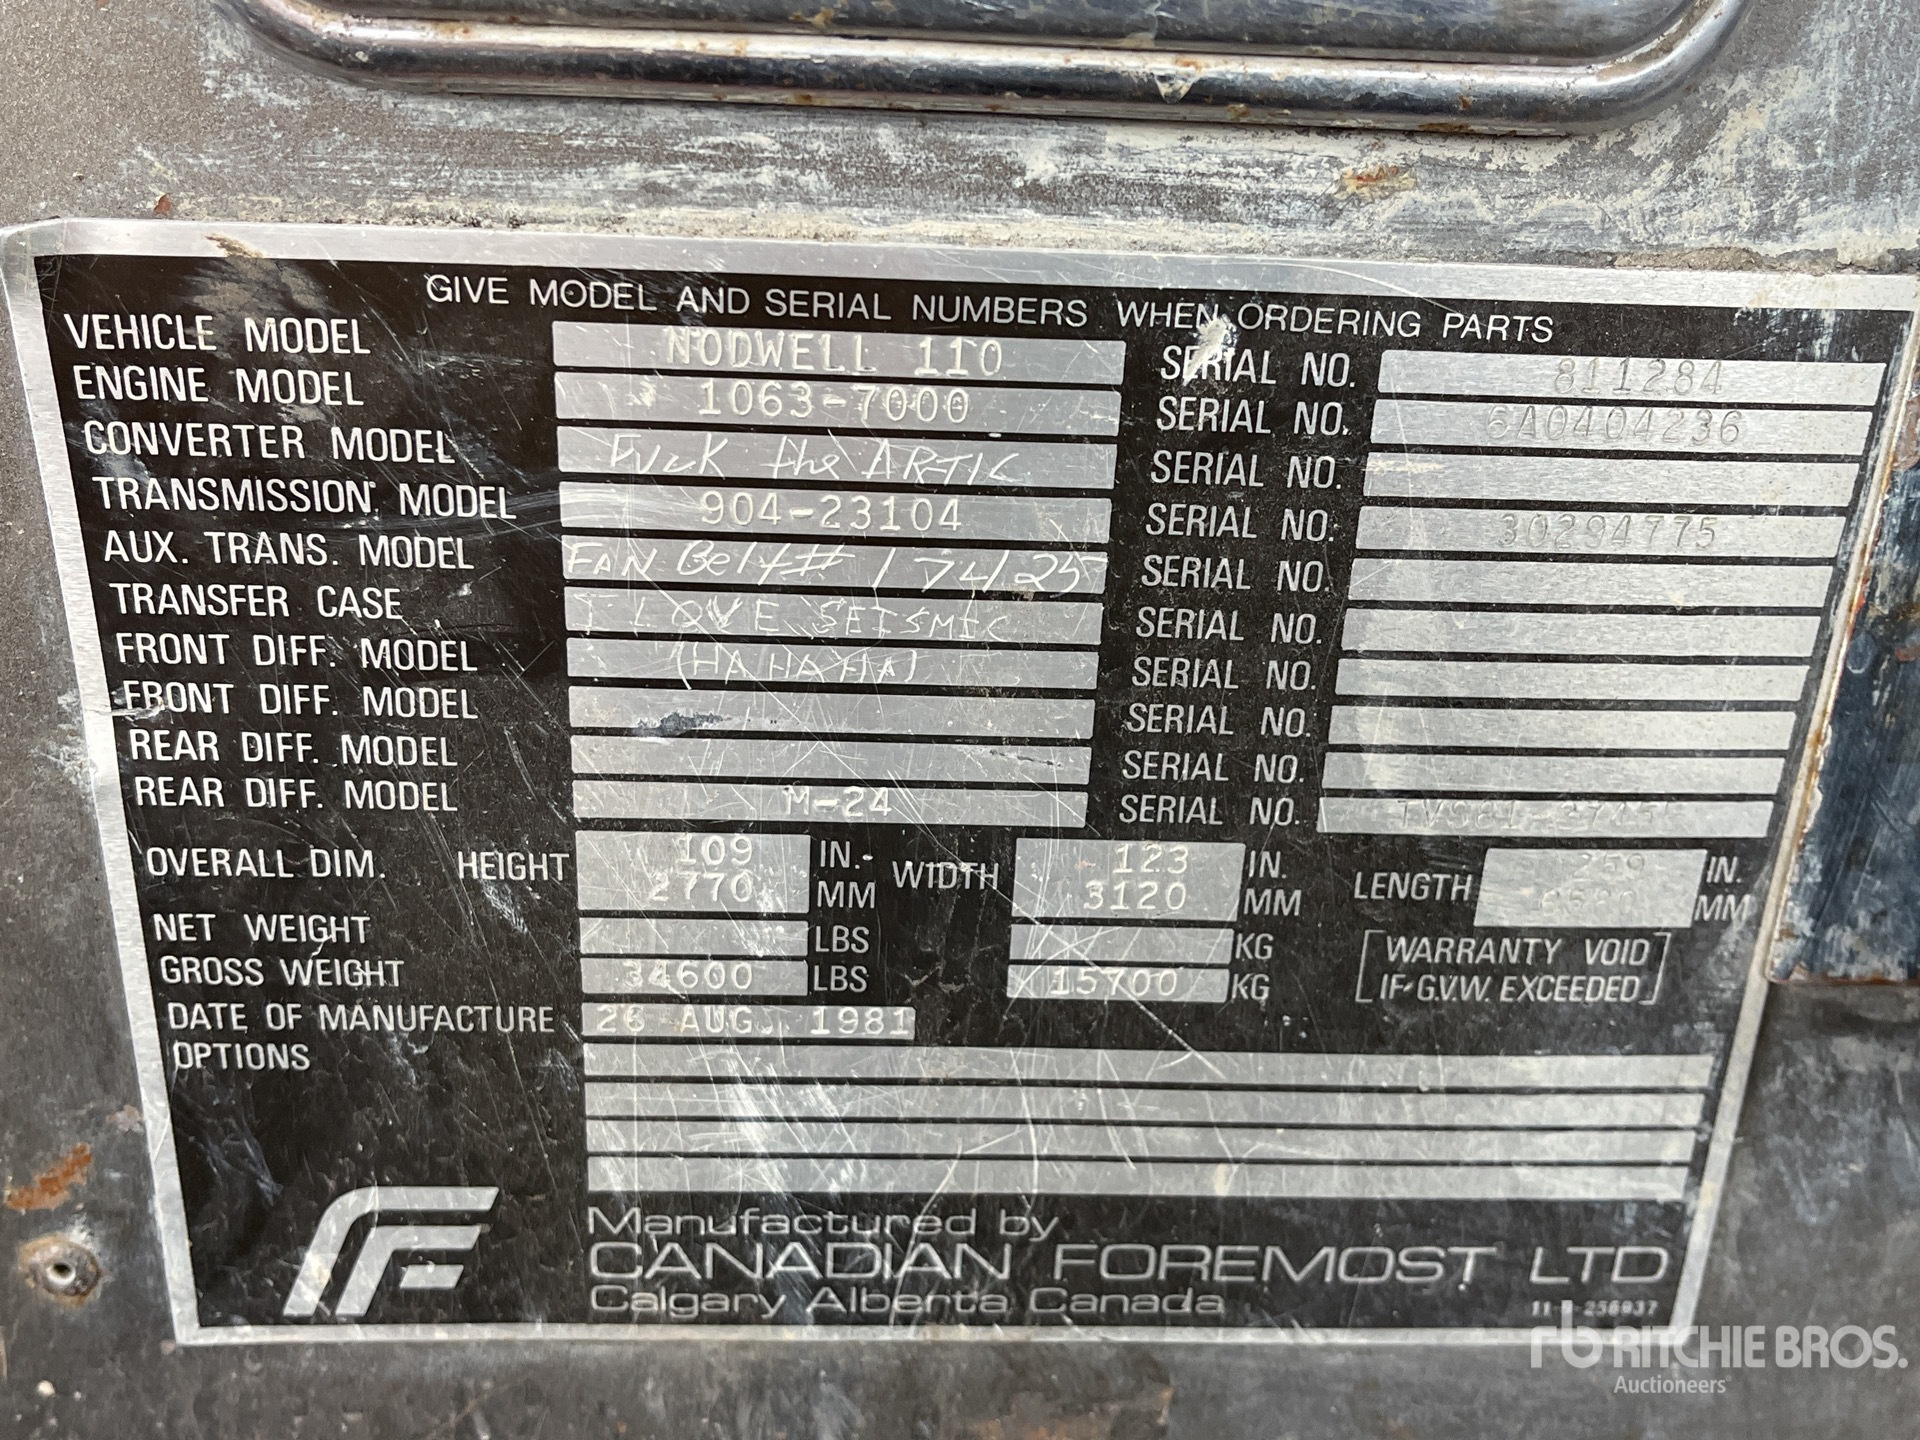 GIVE MODEL AND SERIAL NUMBERS WHEN ORDERING PARTS
VEHICLE MODEL NODWELL 110 SERIAL NO. 811284
ENGINE MODEL 1063-7000 SERIAL NO. 6A0404236
CONVERTER MODEL Fuck the ARTIC SERIAL NO.
TRANSMISSION MODEL 904-23104 SERIAL NO. 30294775
AUX. TRANS. MODEL FAN Belt# 174125 SERIAL NO.
TRANSFER CASE I LOVE SEISMIC SERIAL NO.
FRONT DIFF. MODEL (HA HA HA) SERIAL NO.
FRONT DIFF. MODEL SERIAL NO.
REAR DIFF. MODEL SERIAL NO.
REAR DIFF. MODEL M-24 SERIAL NO.
OVERALL DIM. HEIGHT 109 IN. WIDTH 123 IN. LENGTH 259 IN.
2770 MM 3120 MM MM
NET WEIGHT LBS KG [WARRANTY VOID
GROSS WEIGHT 34600 LBS 15700 KG IF G.V.W. EXCEEDED]
DATE OF MANUFACTURE 26 AUG. 1981
OPTIONS
Manufactured by
CANADIAN FOREMOST LTD
Calgary Alberta Canada
rb RITCHIE BROS.
Auctioneers